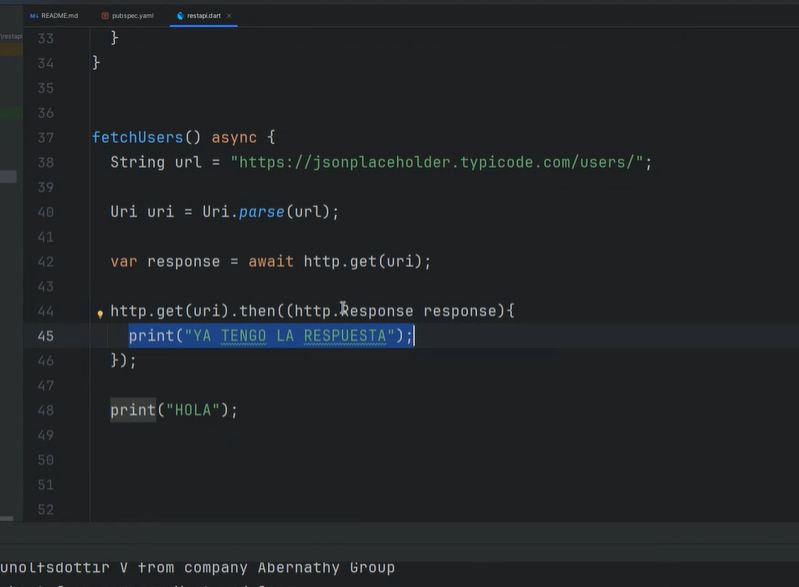 README.md pubspec.yaml restapi.dart
33 }
34 }
35
36
37 fetchUsers() async {
38 String url = "https://jsonplaceholder.typicode.com/users/";
39
40 Uri uri = Uri.parse(url);
41
42 var response = await http.get(uri);
43
44 http.get(uri).then((http.Response response){
45 print("YA TENGO LA RESPUESTA");
46 });
47
48 print("HOLA");
49
50
51
52
V from company Abernathy Group